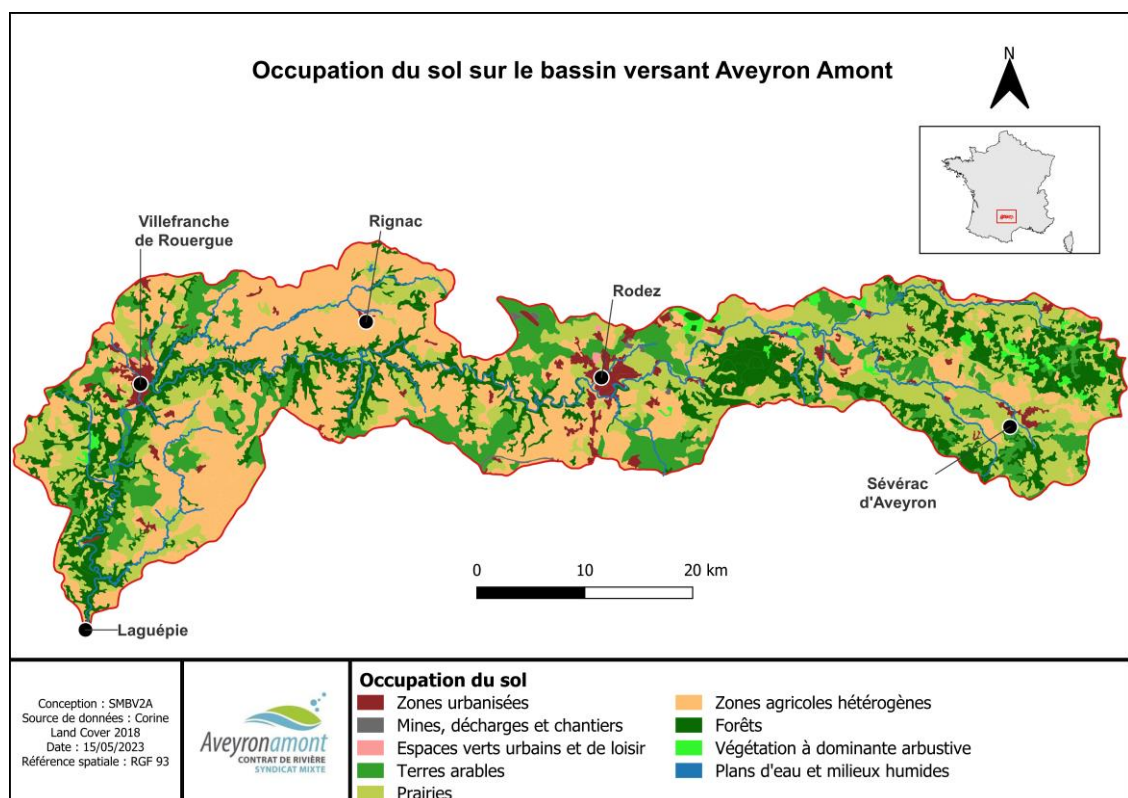 Occupation du sol sur le bassin versant Aveyron Amont
N
Villefranche
de Rouergue
Rignac
Rodez
Sévérac
d'Aveyron
0 10 20 km
Laguépie
Conception : SMBV2A
Source de données : Corine
Land Cover 2018
Date : 15/05/2023
Référence spatiale : RGF 93
Aveyronamont
CONTRAT DE RIVIÈRE
SYNDICAT MIXTE
Occupation du sol
Zones urbanisées
Mines, décharges et chantiers
Espaces verts urbains et de loisir
Terres arables
Prairies
Zones agricoles hétérogènes
Forêts
Végétation à dominante arbustive
Plans d'eau et milieux humides